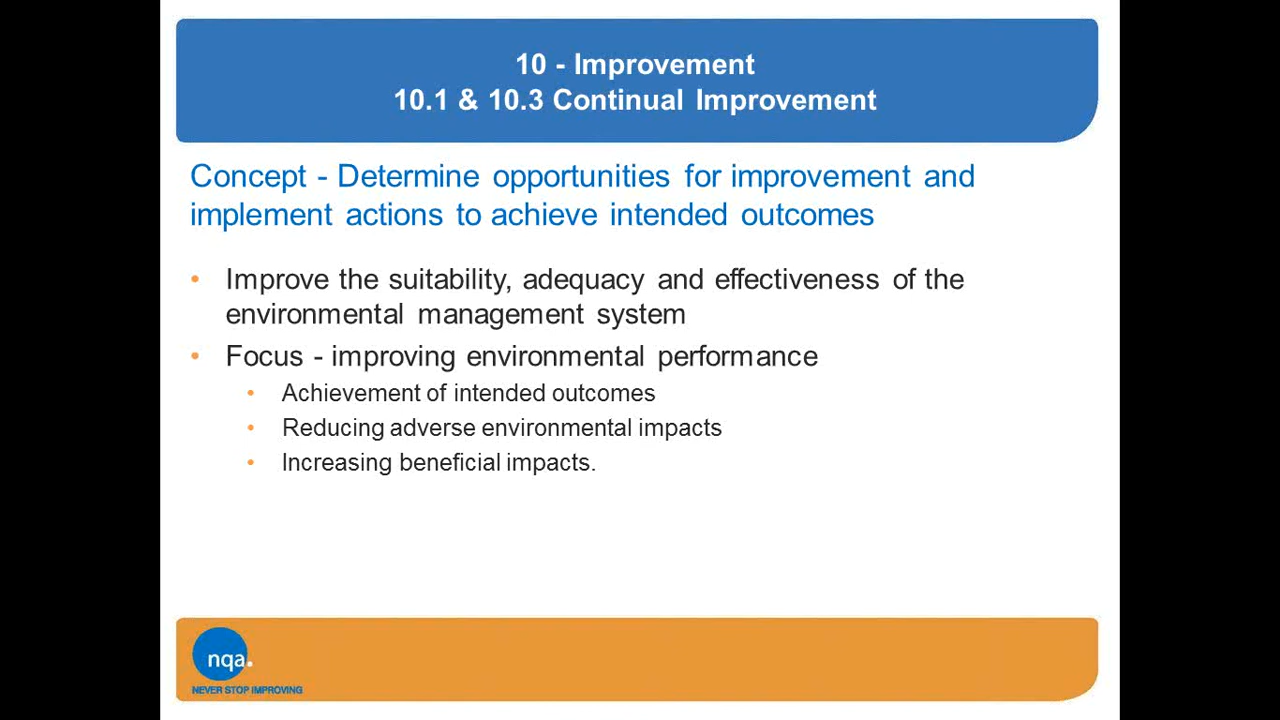 10 - Improvement
10.1 & 10.3 Continual Improvement
Concept - Determine opportunities for improvement and
implement actions to achieve intended outcomes
• Improve the suitability, adequacy and effectiveness of the
environmental management system
• Focus - improving environmental performance
• Achievement of intended outcomes
• Reducing adverse environmental impacts
• Increasing beneficial impacts.
nqa.
NEVER STOP IMPROVING